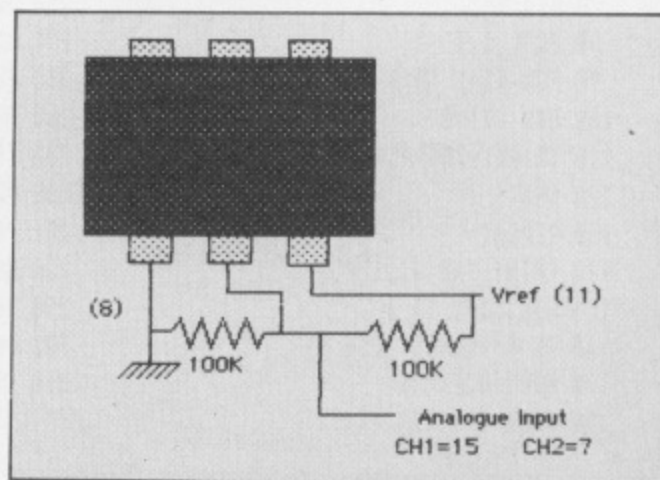 (8)
Vref (11)
100K
100K
Analogue Input
CH1=15 CH2=7